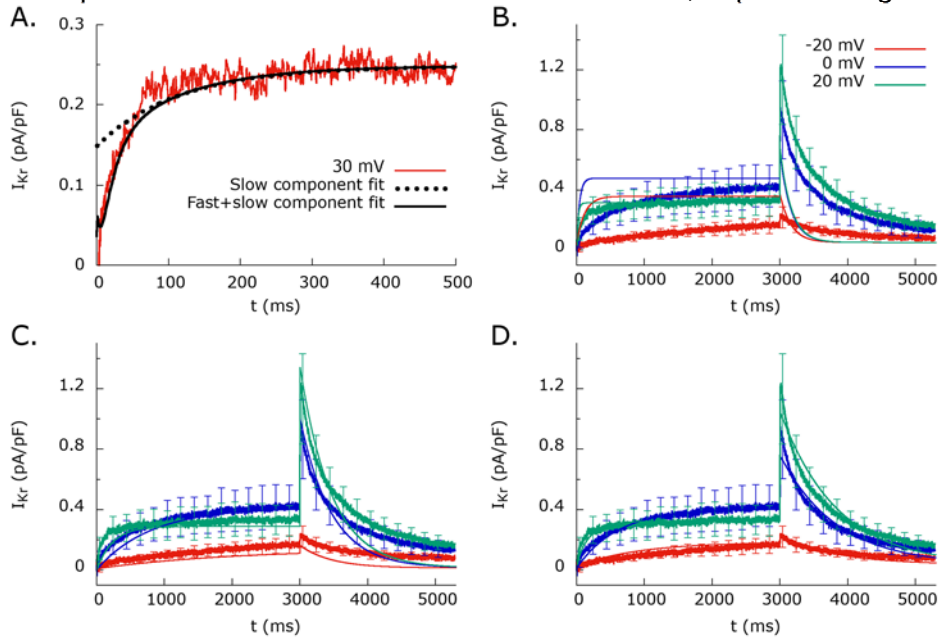 A.
0.3
0.2
0.1
0
I_Kr (pA/pF)
30 mV
Slow component fit
Fast+slow component fit
0 100 200 300 400 500
t (ms)
B.
1.2
0.8
0.4
0
I_Kr (pA/pF)
-20 mV
0 mV
20 mV
0 1000 2000 3000 4000 5000
t (ms)
C.
1.2
0.8
0.4
0
I_Kr (pA/pF)
0 1000 2000 3000 4000 5000
t (ms)
D.
1.2
0.8
0.4
0
I_Kr (pA/pF)
0 1000 2000 3000 4000 5000
t (ms)